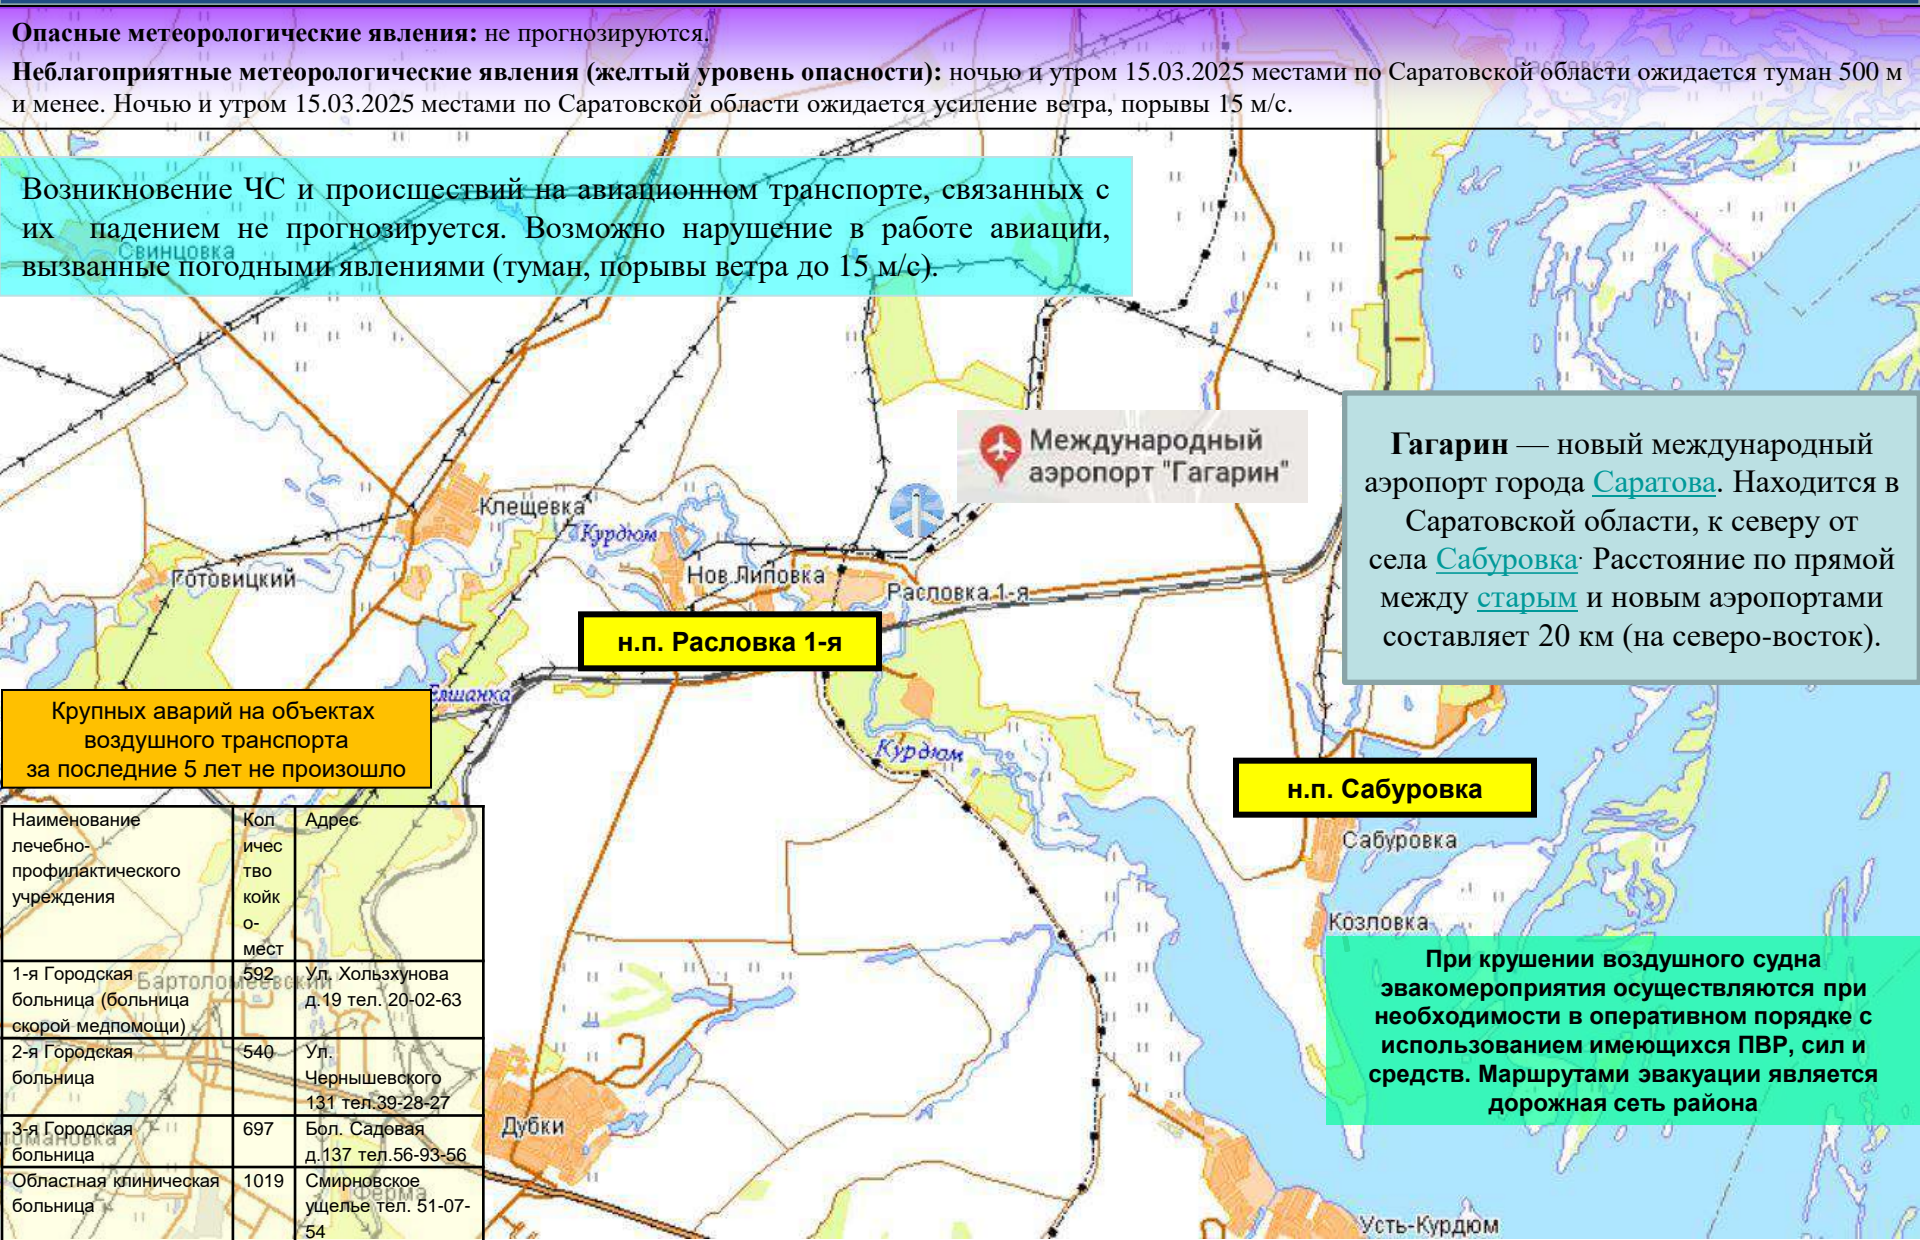 Опасные метеорологические явления: не прогнозируются.
Неблагоприятные метеорологические явления (желтый уровень опасности): ночью и утром 15.03.2025 местами по Саратовской области ожидается туман 500 м
и менее. Ночью и утром 15.03.2025 местами по Саратовской области ожидается усиление ветра, порывы 15 м/с.
Возникновение ЧС и происшествий на авиационном транспорте, связанных с
их падением не прогнозируется. Возможно нарушение в работе авиации,
вызванные погодными явлениями (туман, порывы ветра до 15 м/с).
Свинцовка
Международный
аэропорт "Гагарин"
Гагарин — новый международный
аэропорт города Саратова. Находится в
Саратовской области, к северу от
села Сабуровка. Расстояние по прямой
между старым и новым аэропортами
составляет 20 км (на северо-восток).
Клещевка
Курдюм
Готовицкий
Нов.Липовка
Расловка 1-я
н.п. Расловка 1-я
Елшанка
Крупных аварий на объектах
воздушного транспорта
за последние 5 лет не произошло
Курдюм
н.п. Сабуровка
Сабуровка
Козловка
Наименование
лечебно-
профилактического
учреждения
Кол
ичес
тво
койк
о-
мест
Адрес
1-я Городская
больница (больница
скорой медпомощи)
592
Ул. Хользхунова
д.19 тел. 20-02-63
Бартоломеевский
2-я Городская
больница
540
Ул.
Чернышевского
131 тел.39-28-27
3-я Городская
больница
697
Бол. Садовая
д.137 тел.56-93-56
Областная клиническая
больница
1019
Смирновское
ущелье тел. 51-07-
54
Ферма
Дубки
При крушении воздушного судна
эвакомероприятия осуществляются при
необходимости в оперативном порядке с
использованием имеющихся ПВР, сил и
средств. Маршрутами эвакуации является
дорожная сеть района
Усть-Курдюм